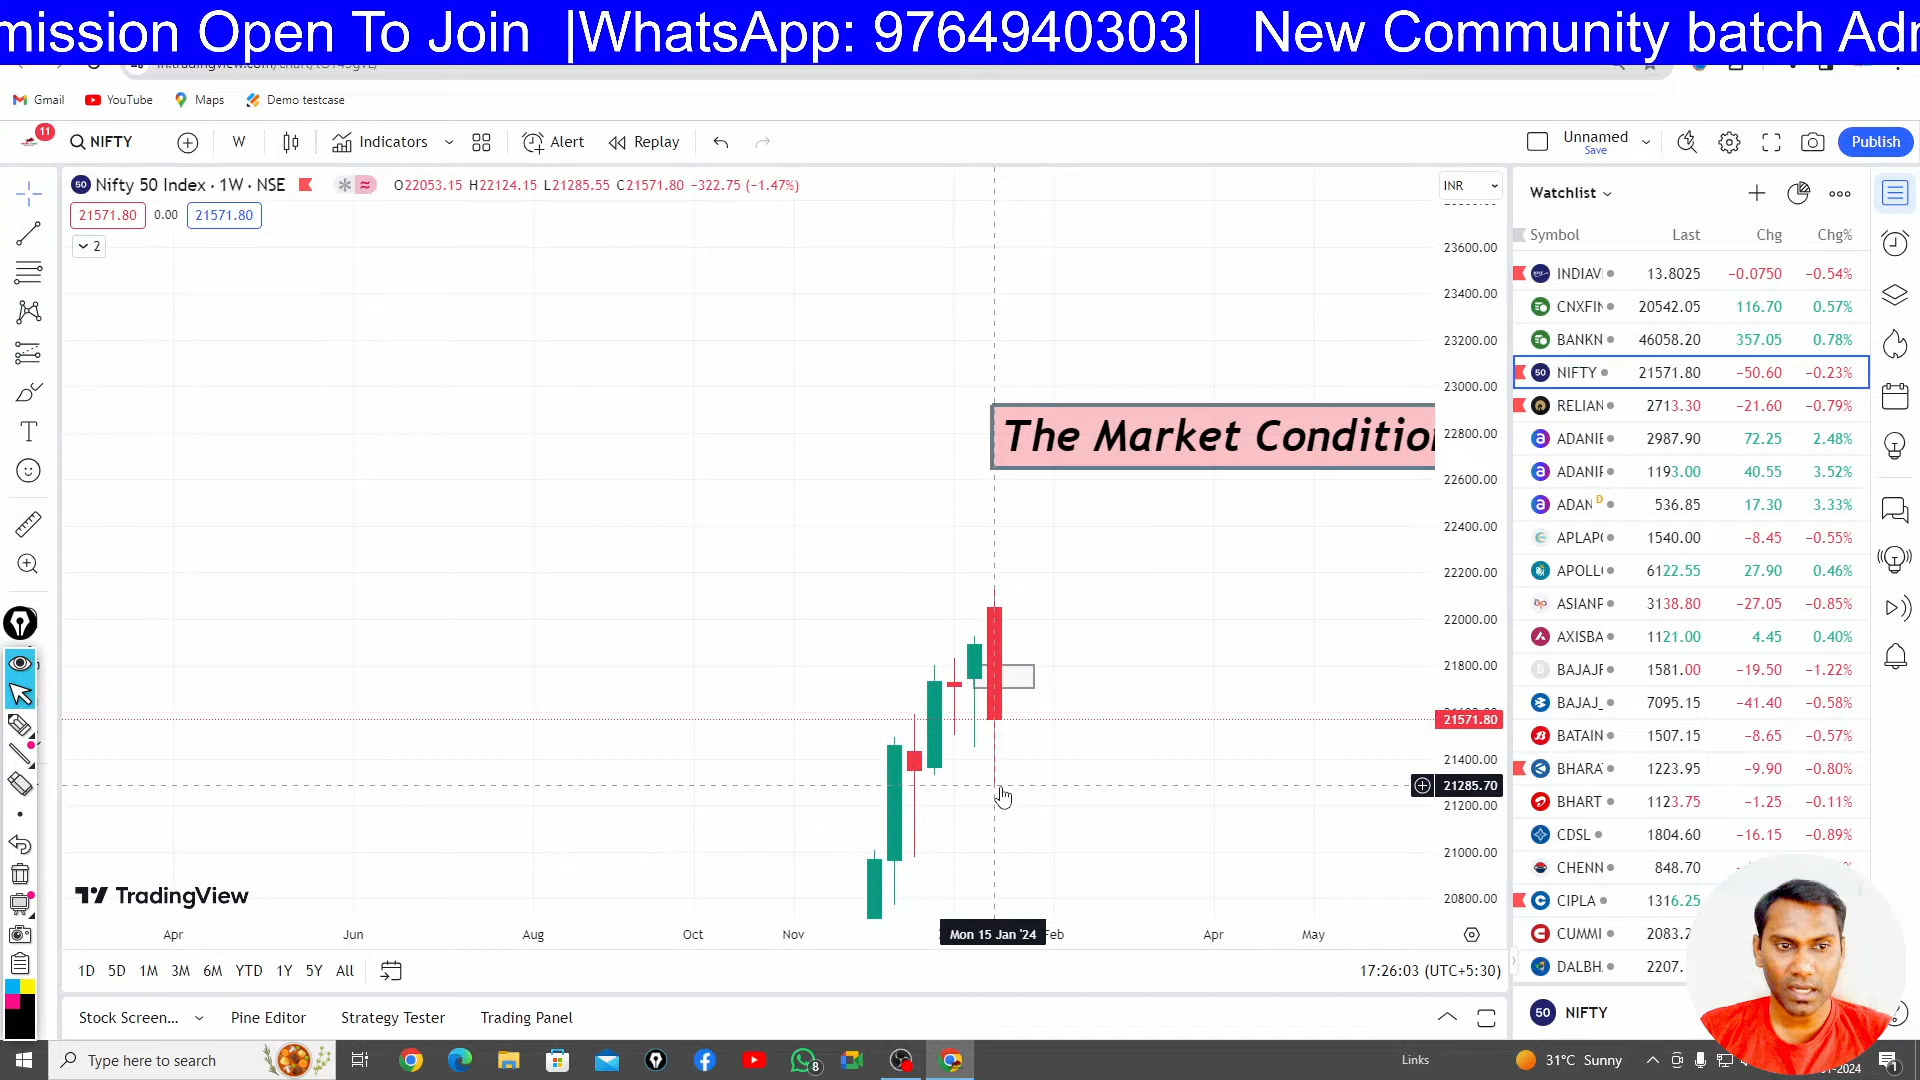 mission Open To Join |WhatsApp: 9764940303| New Community batch Adm
Gmail YouTube Maps Demo testcase
11 NIFTY W Indicators Alert Replay Unnamed Save Publish
50 Nifty 50 Index · 1W · NSE O22053.15 H22124.15 L21285.55 C21571.80 −322.75 (−1.47%) INR
21571.80 0.00 21571.80
2
23600.00
23400.00
23200.00
23000.00
The Market Condition
22800.00
22600.00
22400.00
22200.00
22000.00
21800.00
21571.80
21400.00
21285.70
21200.00
21000.00
20800.00
TradingView
Apr Jun Aug Oct Nov Mon 15 Jan '24 Feb Apr May
1D 5D 1M 3M 6M YTD 1Y 5Y All 17:26:03 (UTC+5:30)
Stock Screen... Pine Editor Strategy Tester Trading Panel
Watchlist
Symbol Last Chg Chg%
INDIAV 13.8025 −0.0750 −0.54%
CNXFIN 20542.05 116.70 0.57%
BANKN 46058.20 357.05 0.78%
50 NIFTY 21571.80 −50.60 −0.23%
RELIAN 2713.30 −21.60 −0.79%
ADANIE 2987.90 72.25 2.48%
ADANIF 1193.00 40.55 3.52%
ADAN D 536.85 17.30 3.33%
APLAPO 1540.00 −8.45 −0.55%
APOLL 6122.55 27.90 0.46%
ASIANP 3138.80 −27.05 −0.85%
AXISBA 1121.00 4.45 0.40%
BAJAJF 1581.00 −19.50 −1.22%
BAJAJ_ 7095.15 −41.40 −0.58%
BATAIN 1507.15 −8.65 −0.57%
BHARA 1223.95 −9.90 −0.80%
BHART 1123.75 −1.25 −0.11%
CDSL 1804.60 −16.15 −0.89%
CHENN 848.70
CIPLA 1316.25
CUMMI 2083.2
DALBH. 2207.
50 NIFTY
Type here to search 8 Links 31°C Sunny 1